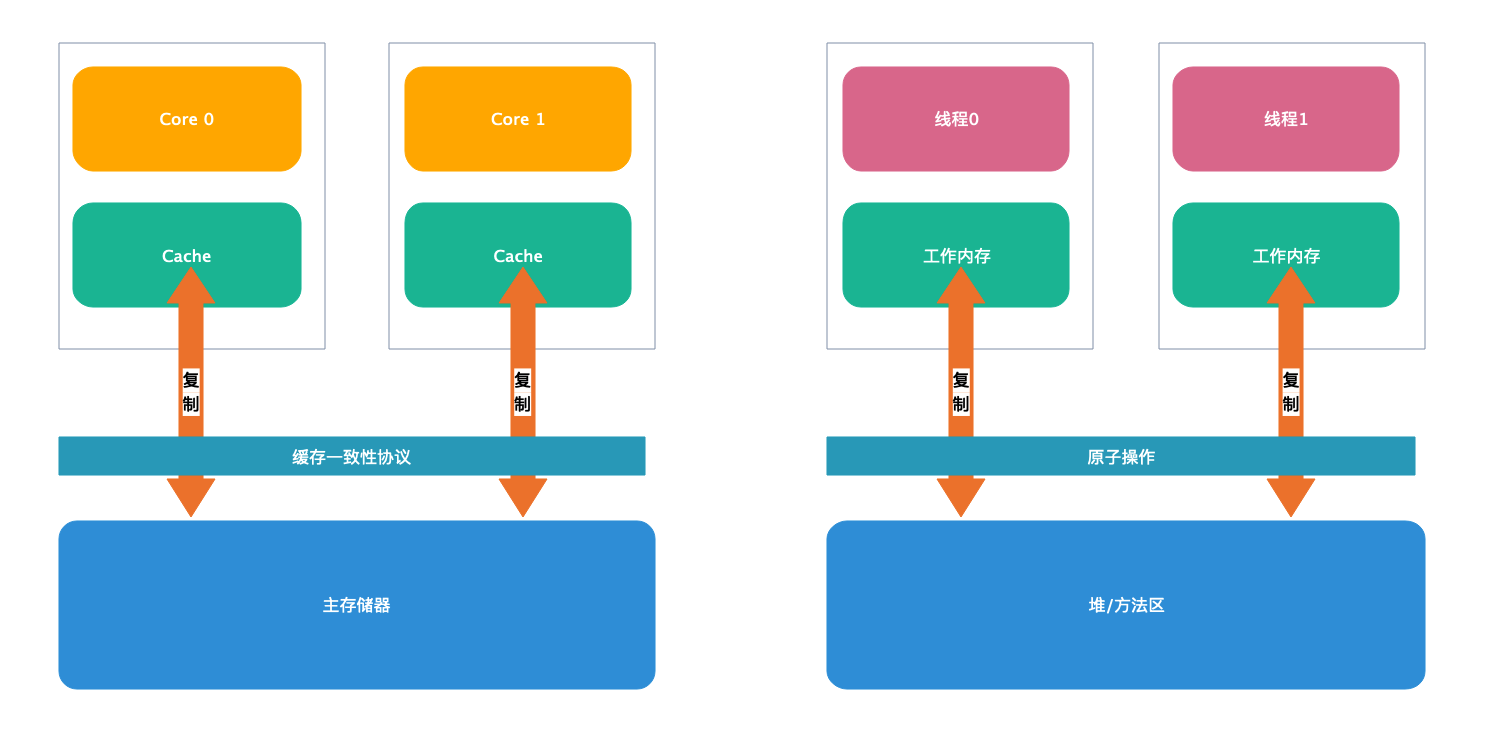 Core 0
Core 1
线程0
线程1
Cache
Cache
工作内存
工作内存
复
制
复
制
复
制
复
制
缓存一致性协议
原子操作
主存储器
堆/方法区